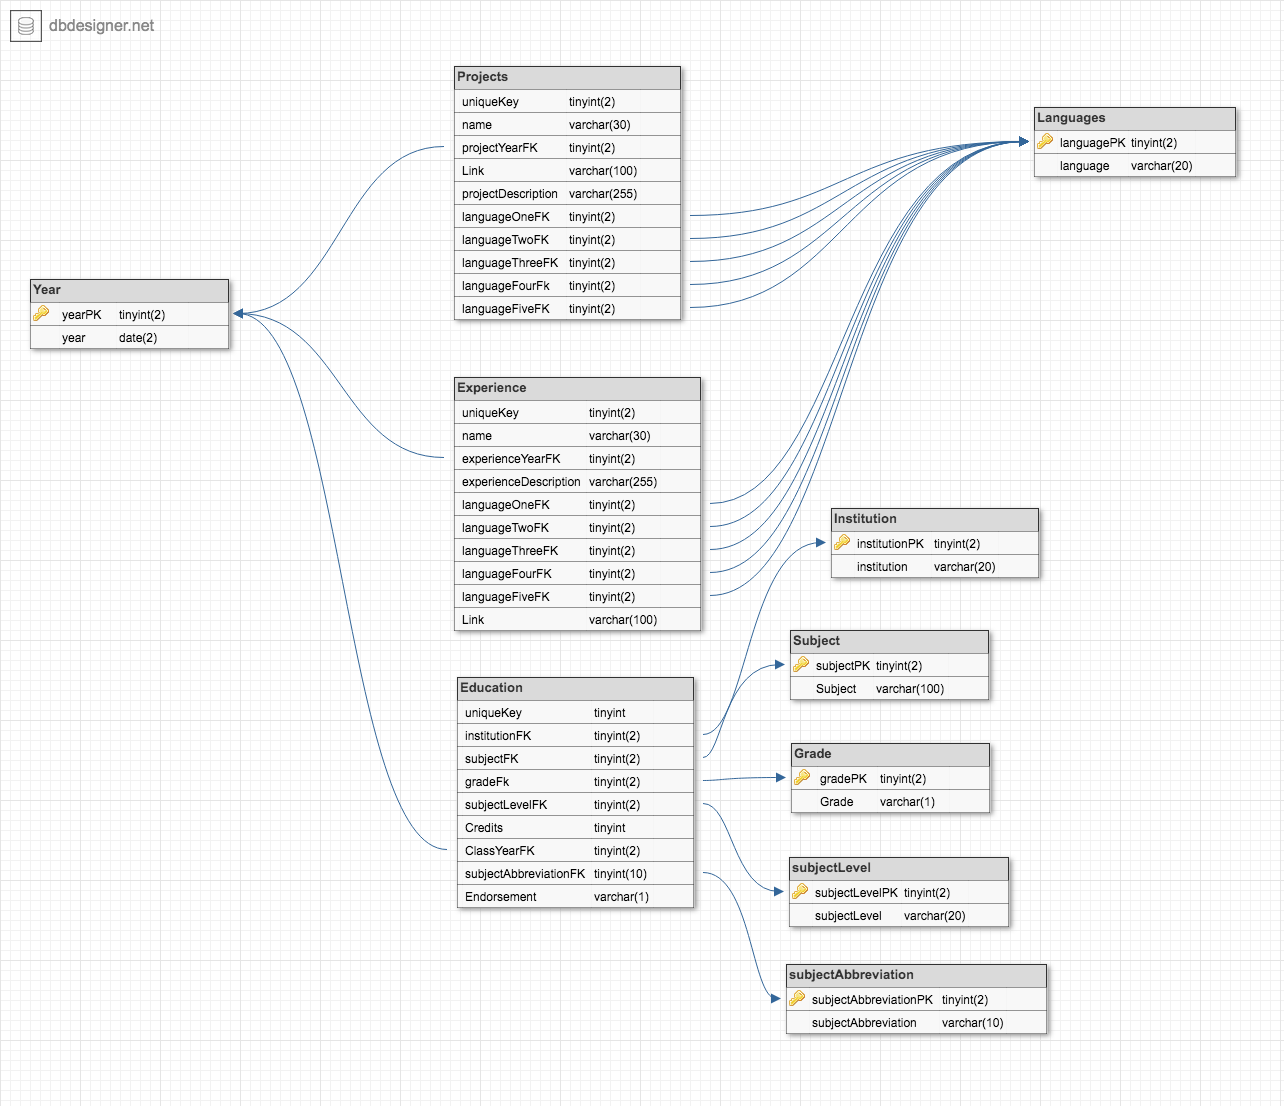 dbdesigner.net
Projects
uniqueKey tinyint(2)
name varchar(30)
projectYearFK tinyint(2)
Link varchar(100)
projectDescription varchar(255)
languageOneFK tinyint(2)
languageTwoFK tinyint(2)
languageThreeFK tinyint(2)
languageFourFk tinyint(2)
languageFiveFK tinyint(2)
Languages
languagePK tinyint(2)
language varchar(20)
Year
yearPK tinyint(2)
year date(2)
Experience
uniqueKey tinyint(2)
name varchar(30)
experienceYearFK tinyint(2)
experienceDescription varchar(255)
languageOneFK tinyint(2)
languageTwoFK tinyint(2)
languageThreeFK tinyint(2)
languageFourFK tinyint(2)
languageFiveFK tinyint(2)
Link varchar(100)
Institution
institutionPK tinyint(2)
institution varchar(20)
Subject
subjectPK tinyint(2)
Subject varchar(100)
Education
uniqueKey tinyint
institutionFK tinyint(2)
subjectFK tinyint(2)
gradeFk tinyint(2)
subjectLevelFK tinyint(2)
Credits tinyint
ClassYearFK tinyint(2)
subjectAbbreviationFK tinyint(10)
Endorsement varchar(1)
Grade
gradePK tinyint(2)
Grade varchar(1)
subjectLevel
subjectLevelPK tinyint(2)
subjectLevel varchar(20)
subjectAbbreviation
subjectAbbreviationPK tinyint(2)
subjectAbbreviation varchar(10)